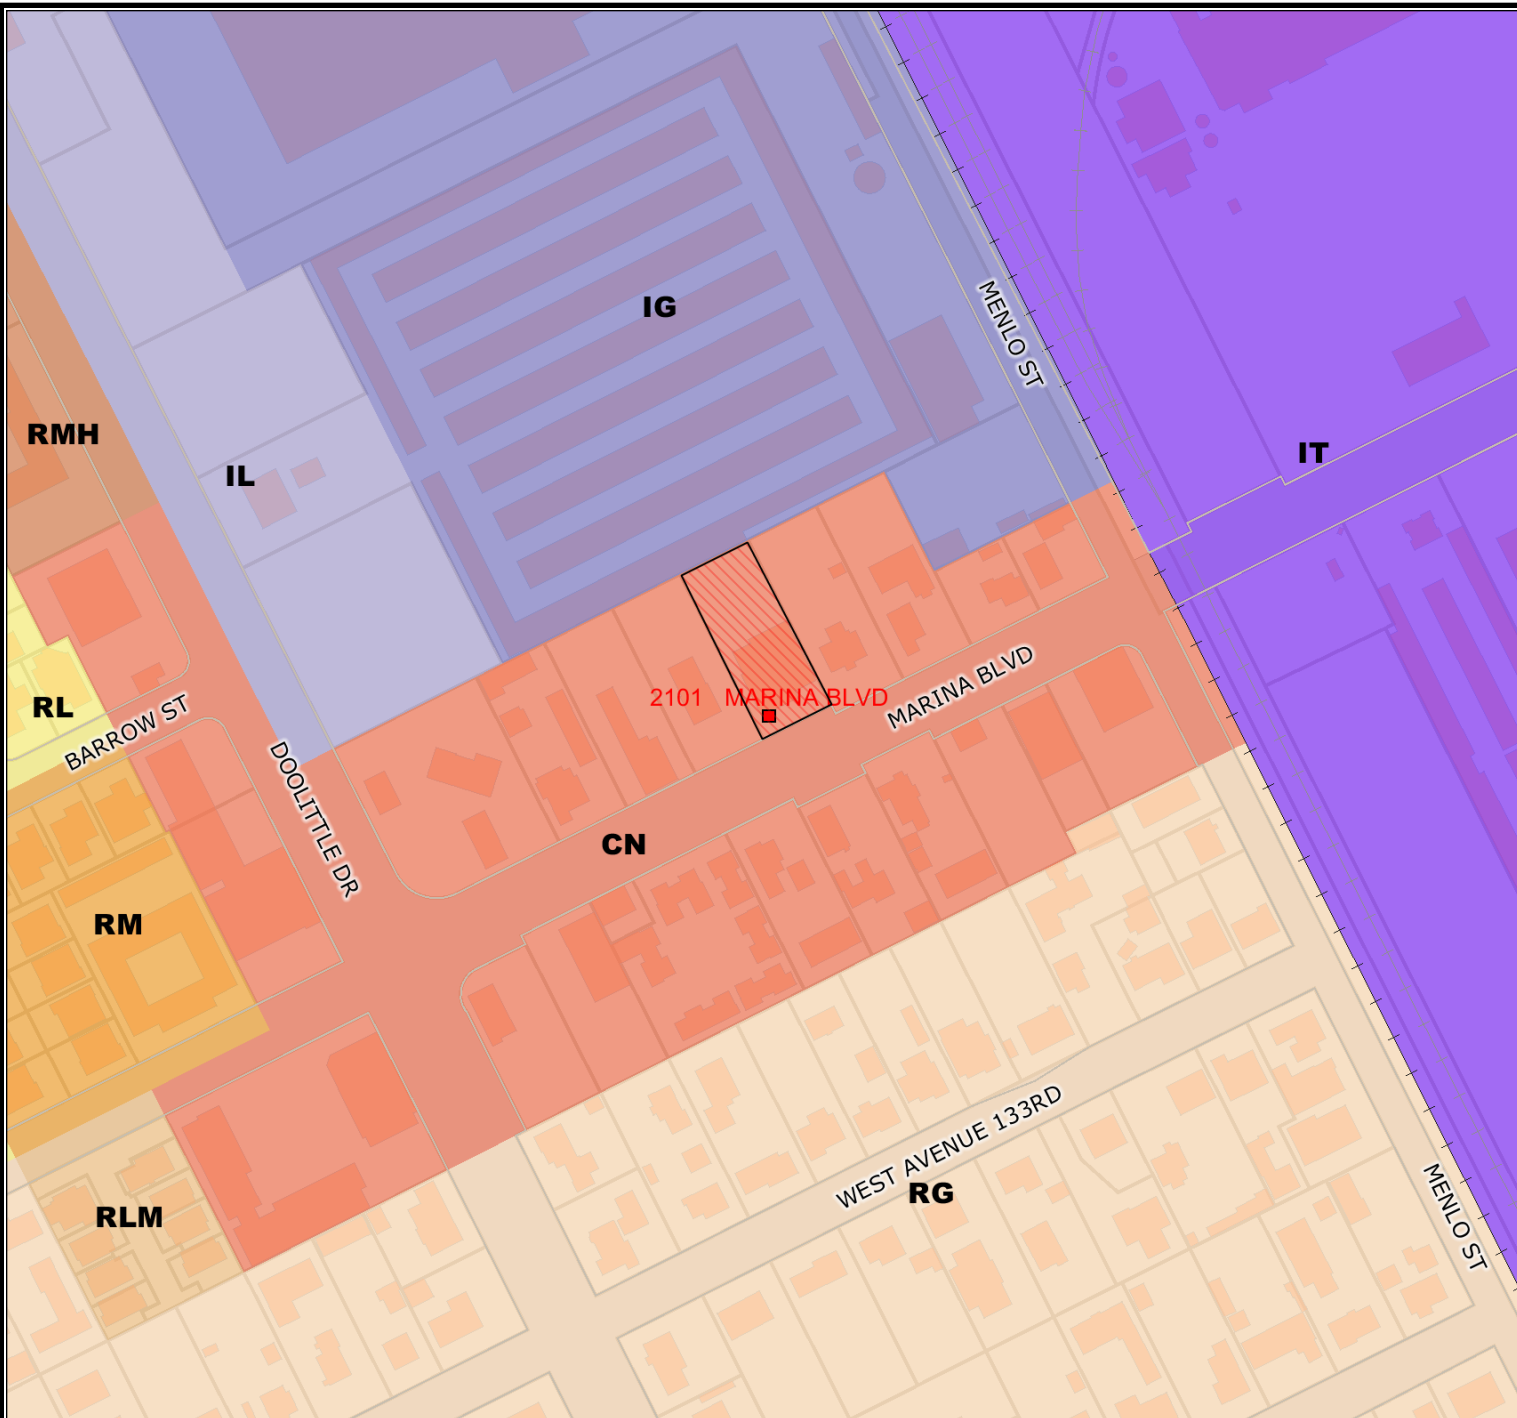 IG
MENLO ST
RMH
IT
IL
2101 MARINA BLVD
MARINA BLVD
RL
BARROW ST
DOOLITTLE DR
CN
RM
WEST AVENUE 133RD
RG
RLM
MENLO ST